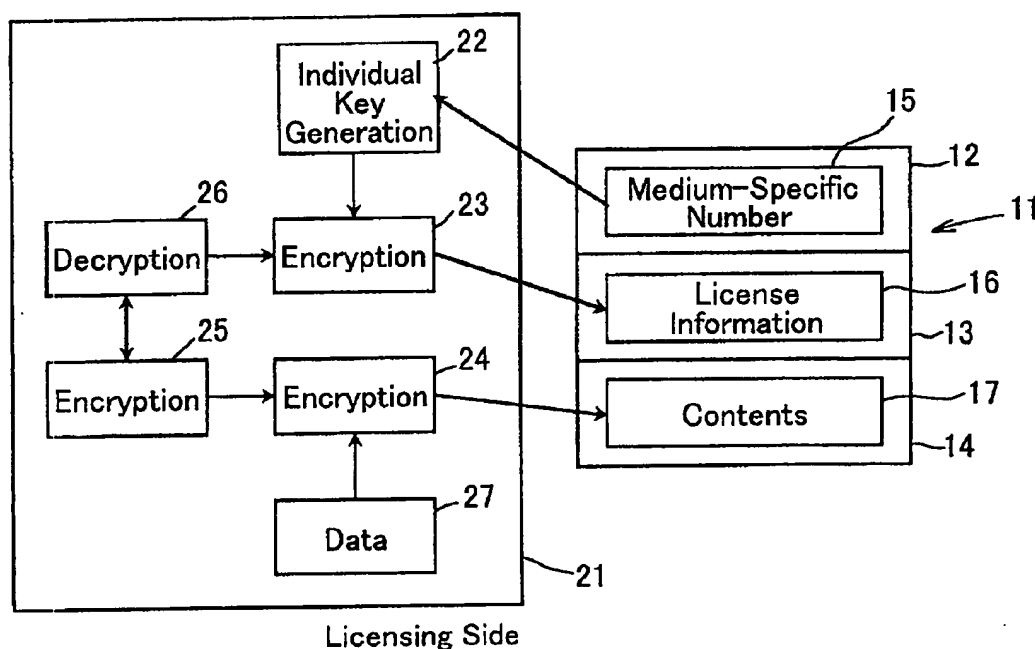 22
Individual
Key
Generation
15
12
Medium-Specific
Number
11
26
23
Decryption
Encryption
License
Information
16
13
25
24
Encryption
Encryption
Contents
17
14
27
Data
21
Licensing Side